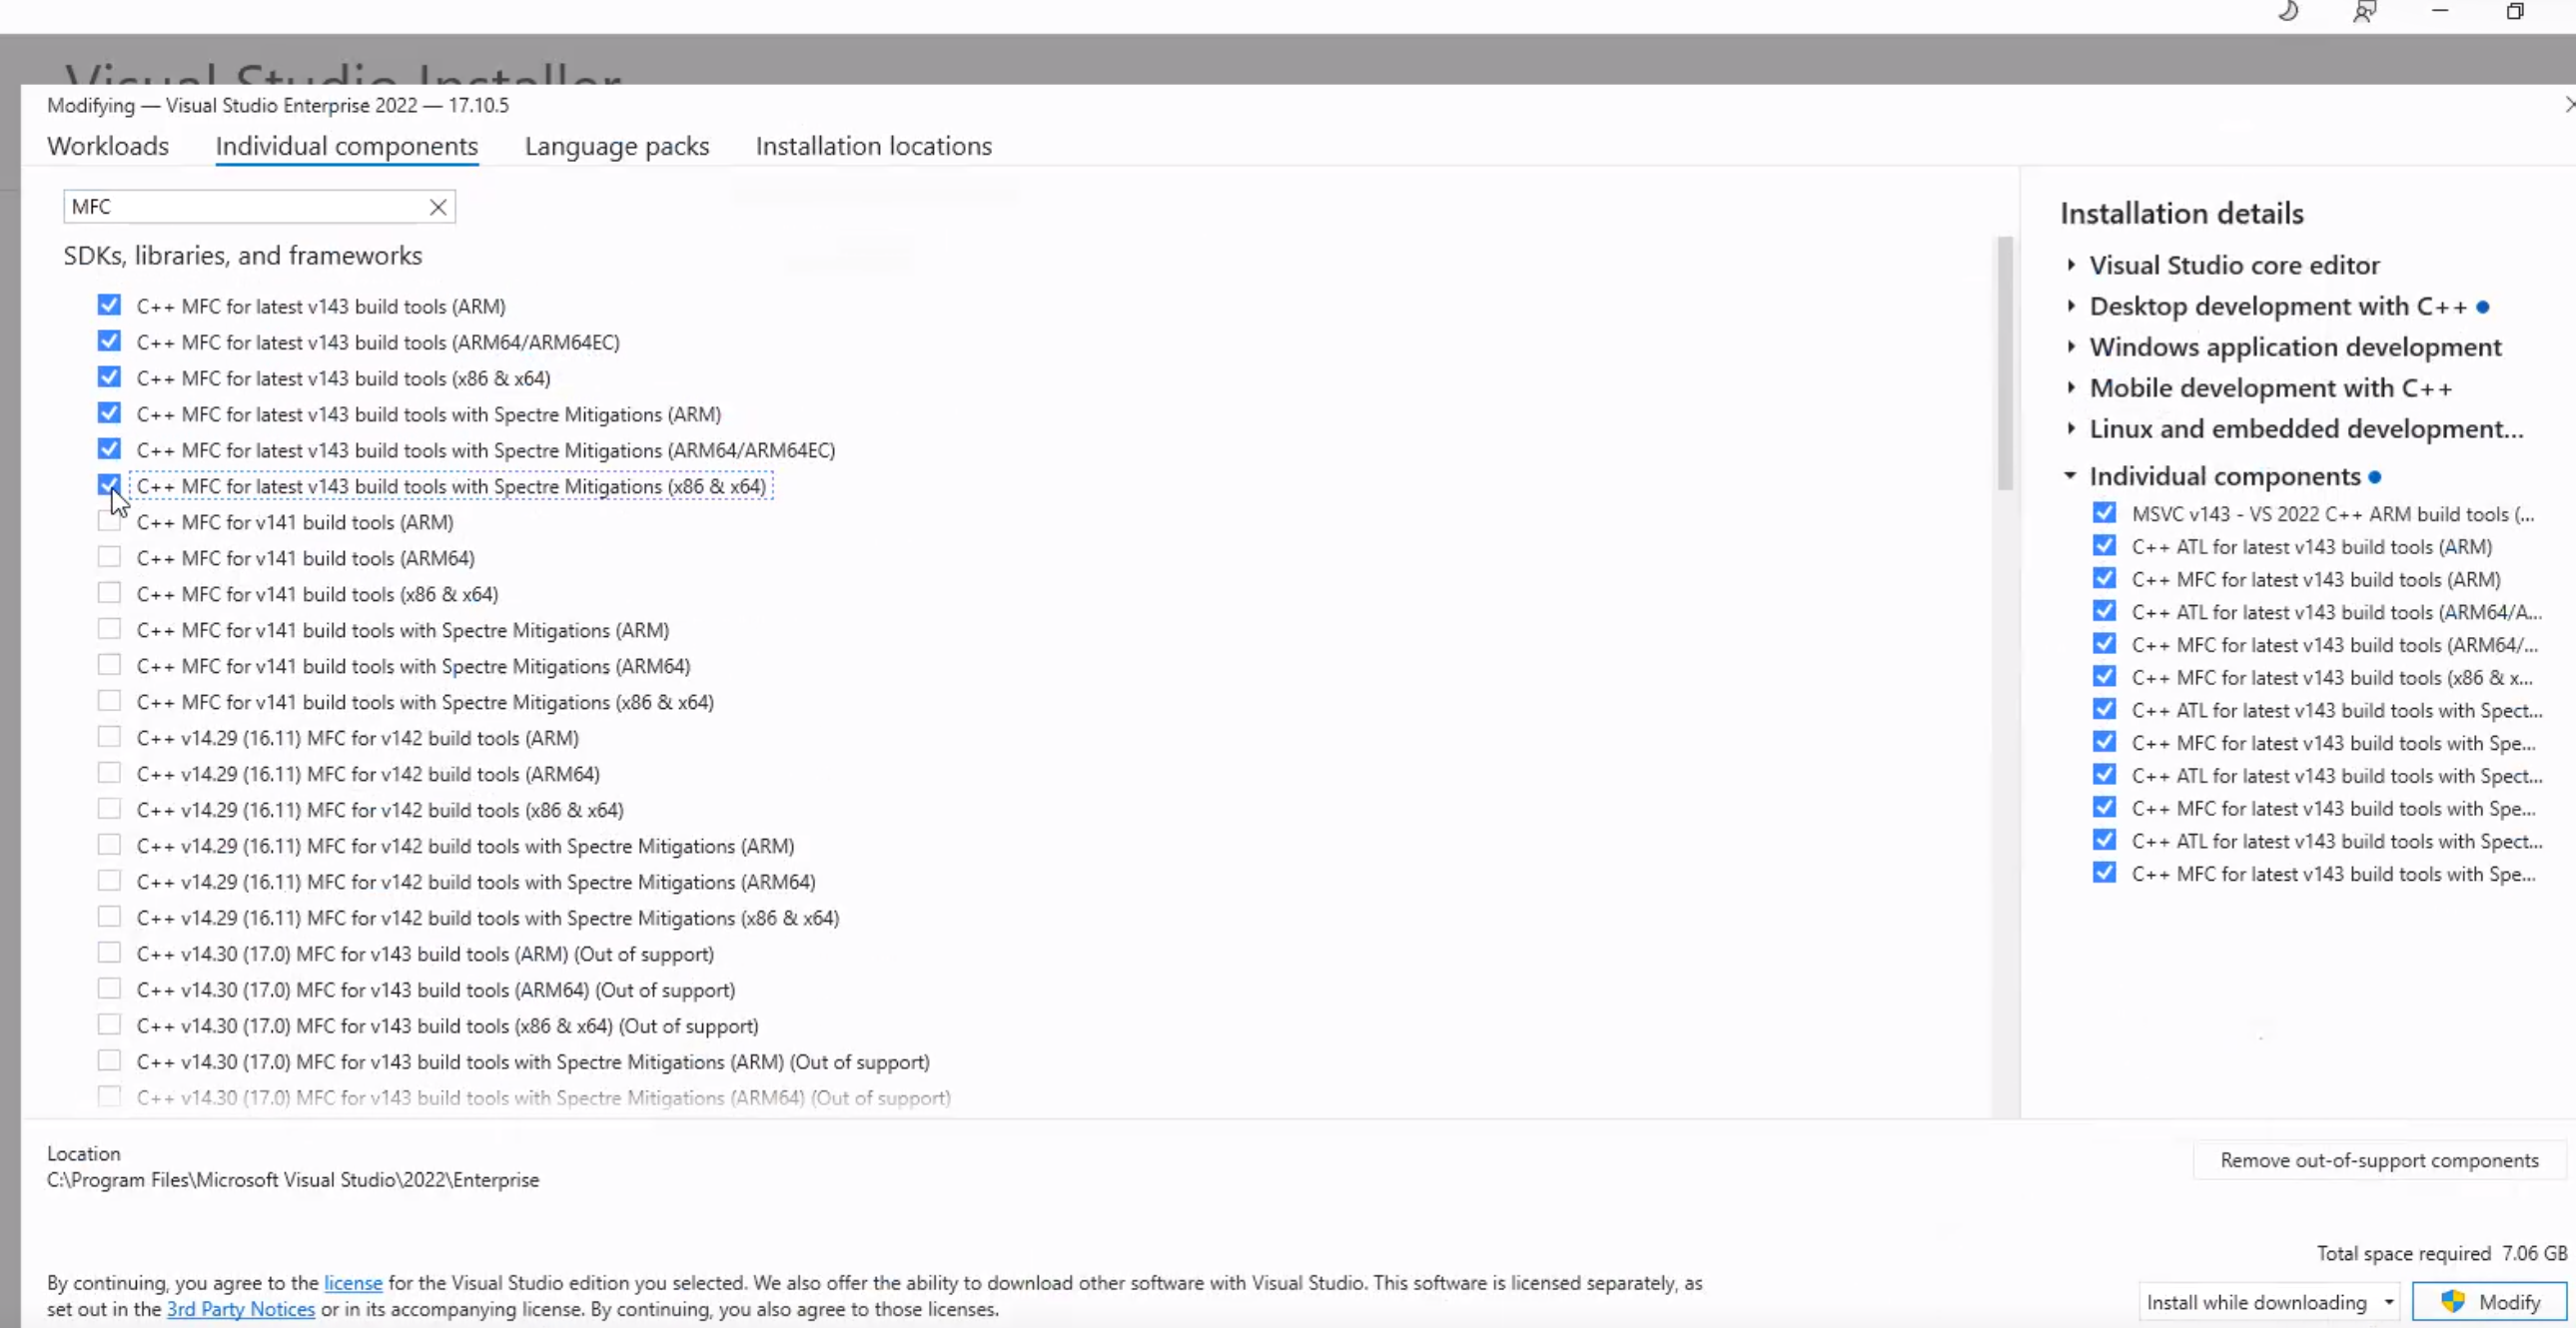 Visual Studio Installer
Modifying — Visual Studio Enterprise 2022 — 17.10.5
Workloads
Individual components
Language packs
Installation locations
MFC
SDKs, libraries, and frameworks
C++ MFC for latest v143 build tools (ARM)
C++ MFC for latest v143 build tools (ARM64/ARM64EC)
C++ MFC for latest v143 build tools (x86 & x64)
C++ MFC for latest v143 build tools with Spectre Mitigations (ARM)
C++ MFC for latest v143 build tools with Spectre Mitigations (ARM64/ARM64EC)
C++ MFC for latest v143 build tools with Spectre Mitigations (x86 & x64)
C++ MFC for v141 build tools (ARM)
C++ MFC for v141 build tools (ARM64)
C++ MFC for v141 build tools (x86 & x64)
C++ MFC for v141 build tools with Spectre Mitigations (ARM)
C++ MFC for v141 build tools with Spectre Mitigations (ARM64)
C++ MFC for v141 build tools with Spectre Mitigations (x86 & x64)
C++ v14.29 (16.11) MFC for v142 build tools (ARM)
C++ v14.29 (16.11) MFC for v142 build tools (ARM64)
C++ v14.29 (16.11) MFC for v142 build tools (x86 & x64)
C++ v14.29 (16.11) MFC for v142 build tools with Spectre Mitigations (ARM)
C++ v14.29 (16.11) MFC for v142 build tools with Spectre Mitigations (ARM64)
C++ v14.29 (16.11) MFC for v142 build tools with Spectre Mitigations (x86 & x64)
C++ v14.30 (17.0) MFC for v143 build tools (ARM) (Out of support)
C++ v14.30 (17.0) MFC for v143 build tools (ARM64) (Out of support)
C++ v14.30 (17.0) MFC for v143 build tools (x86 & x64) (Out of support)
C++ v14.30 (17.0) MFC for v143 build tools with Spectre Mitigations (ARM) (Out of support)
C++ v14.30 (17.0) MFC for v143 build tools with Spectre Mitigations (ARM64) (Out of support)
Installation details
Visual Studio core editor
Desktop development with C++
Windows application development
Mobile development with C++
Linux and embedded development...
Individual components
MSVC v143 - VS 2022 C++ ARM build tools (...
C++ ATL for latest v143 build tools (ARM)
C++ MFC for latest v143 build tools (ARM)
C++ ATL for latest v143 build tools (ARM64/A...
C++ MFC for latest v143 build tools (ARM64/...
C++ MFC for latest v143 build tools (x86 & x...
C++ ATL for latest v143 build tools with Spect...
C++ MFC for latest v143 build tools with Spe...
C++ ATL for latest v143 build tools with Spect...
C++ MFC for latest v143 build tools with Spe...
C++ ATL for latest v143 build tools with Spect...
C++ MFC for latest v143 build tools with Spe...
Location
C:\Program Files\Microsoft Visual Studio\2022\Enterprise
Remove out-of-support components
Total space required 7.06 GB
By continuing, you agree to the license for the Visual Studio edition you selected. We also offer the ability to download other software with Visual Studio. This software is licensed separately, as
set out in the 3rd Party Notices or in its accompanying license. By continuing, you also agree to those licenses.
Install while downloading
Modify